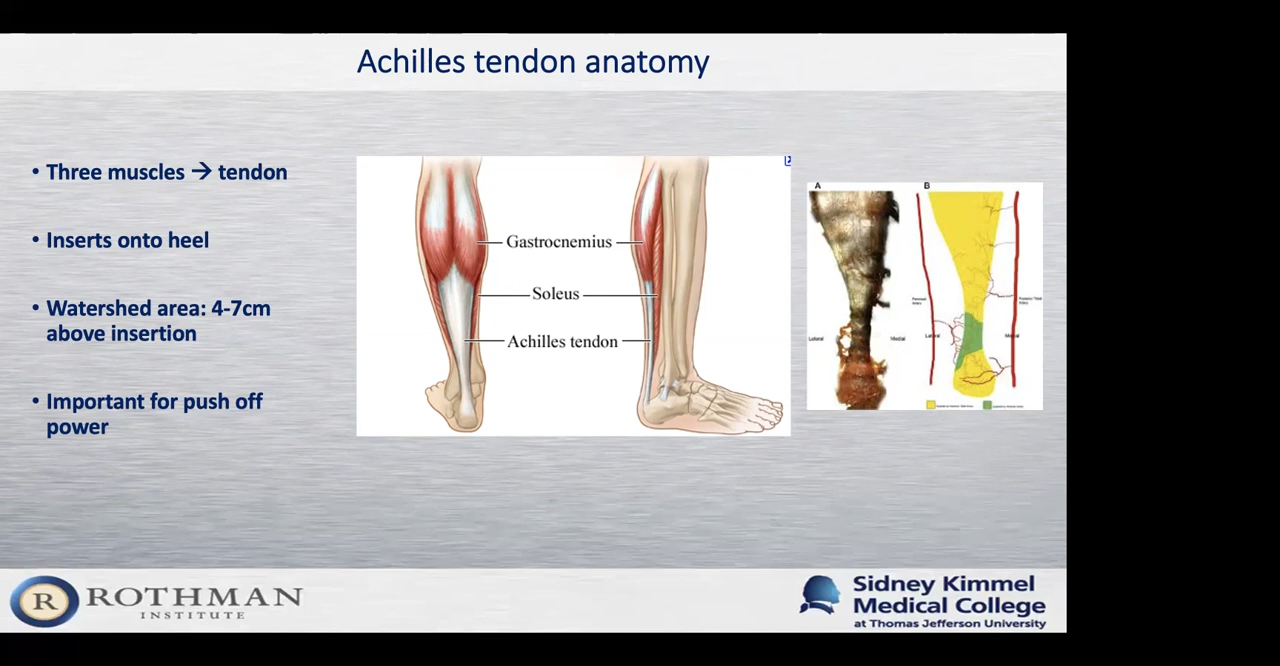 Achilles tendon anatomy
• Three muscles → tendon
• Inserts onto heel
• Watershed area: 4-7cm
above insertion
• Important for push off
power
Gastrocnemius
Soleus
Achilles tendon
A
B
Lateral
Medial
Lateral
R
ROTHMAN
INSTITUTE
Sidney Kimmel
Medical College
at Thomas Jefferson University